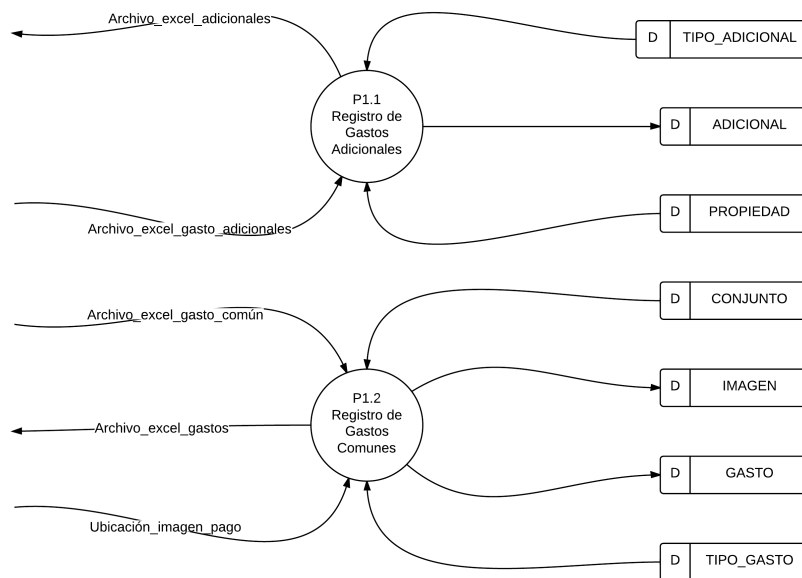 Archivo_excel_adicionales
D TIPO_ADICIONAL
P1.1
Registro de
Gastos
Adicionales
D ADICIONAL
D PROPIEDAD
Archivo_excel_gasto_adicionales
D CONJUNTO
Archivo_excel_gasto_común
D IMAGEN
P1.2
Registro de
Gastos
Comunes
Archivo_excel_gastos
D GASTO
Ubicación_imagen_pago
D TIPO_GASTO